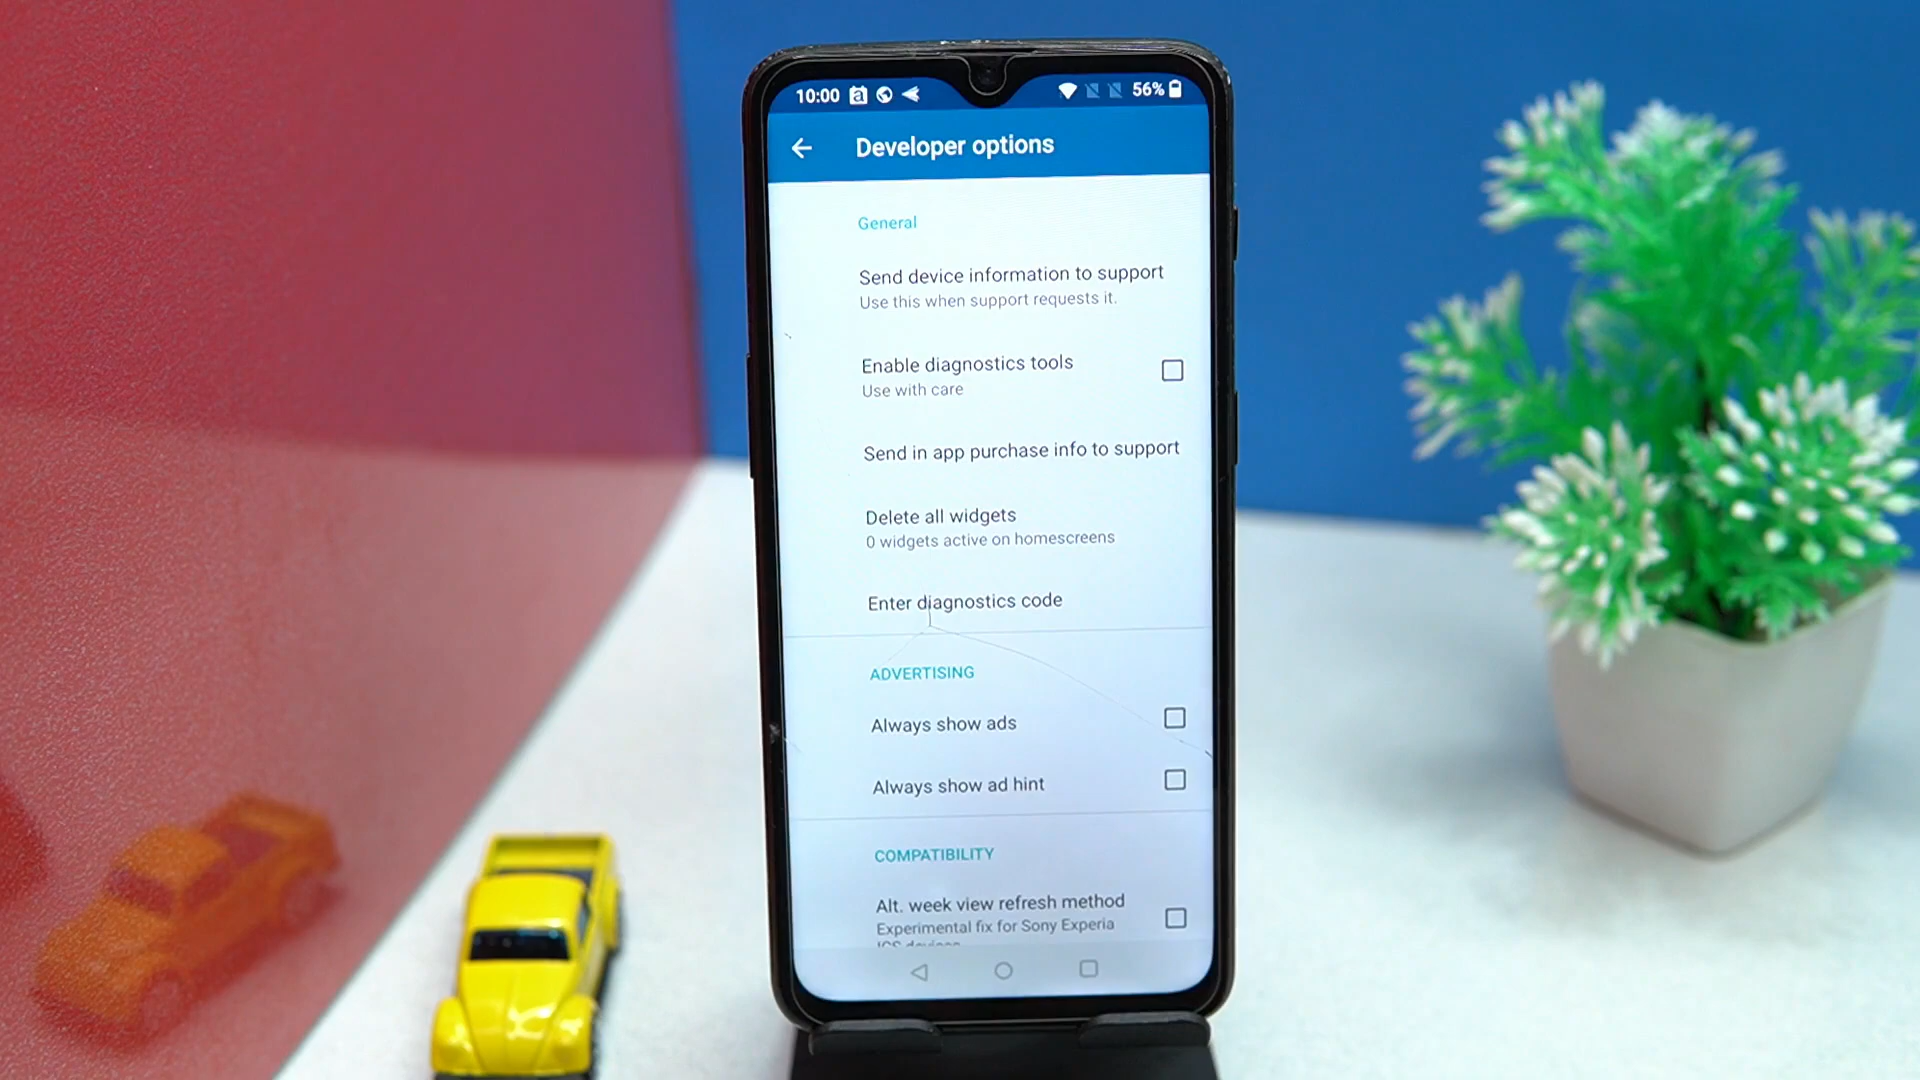 10:00 56%
Developer options
General
Send device information to support
Use this when support requests it.
Enable diagnostics tools
Use with care
Send in app purchase info to support
Delete all widgets
0 widgets active on homescreens
Enter diagnostics code
ADVERTISING
Always show ads
Always show ad hint
COMPATIBILITY
Alt. week view refresh method
Experimental fix for Sony Experia
ICS devices